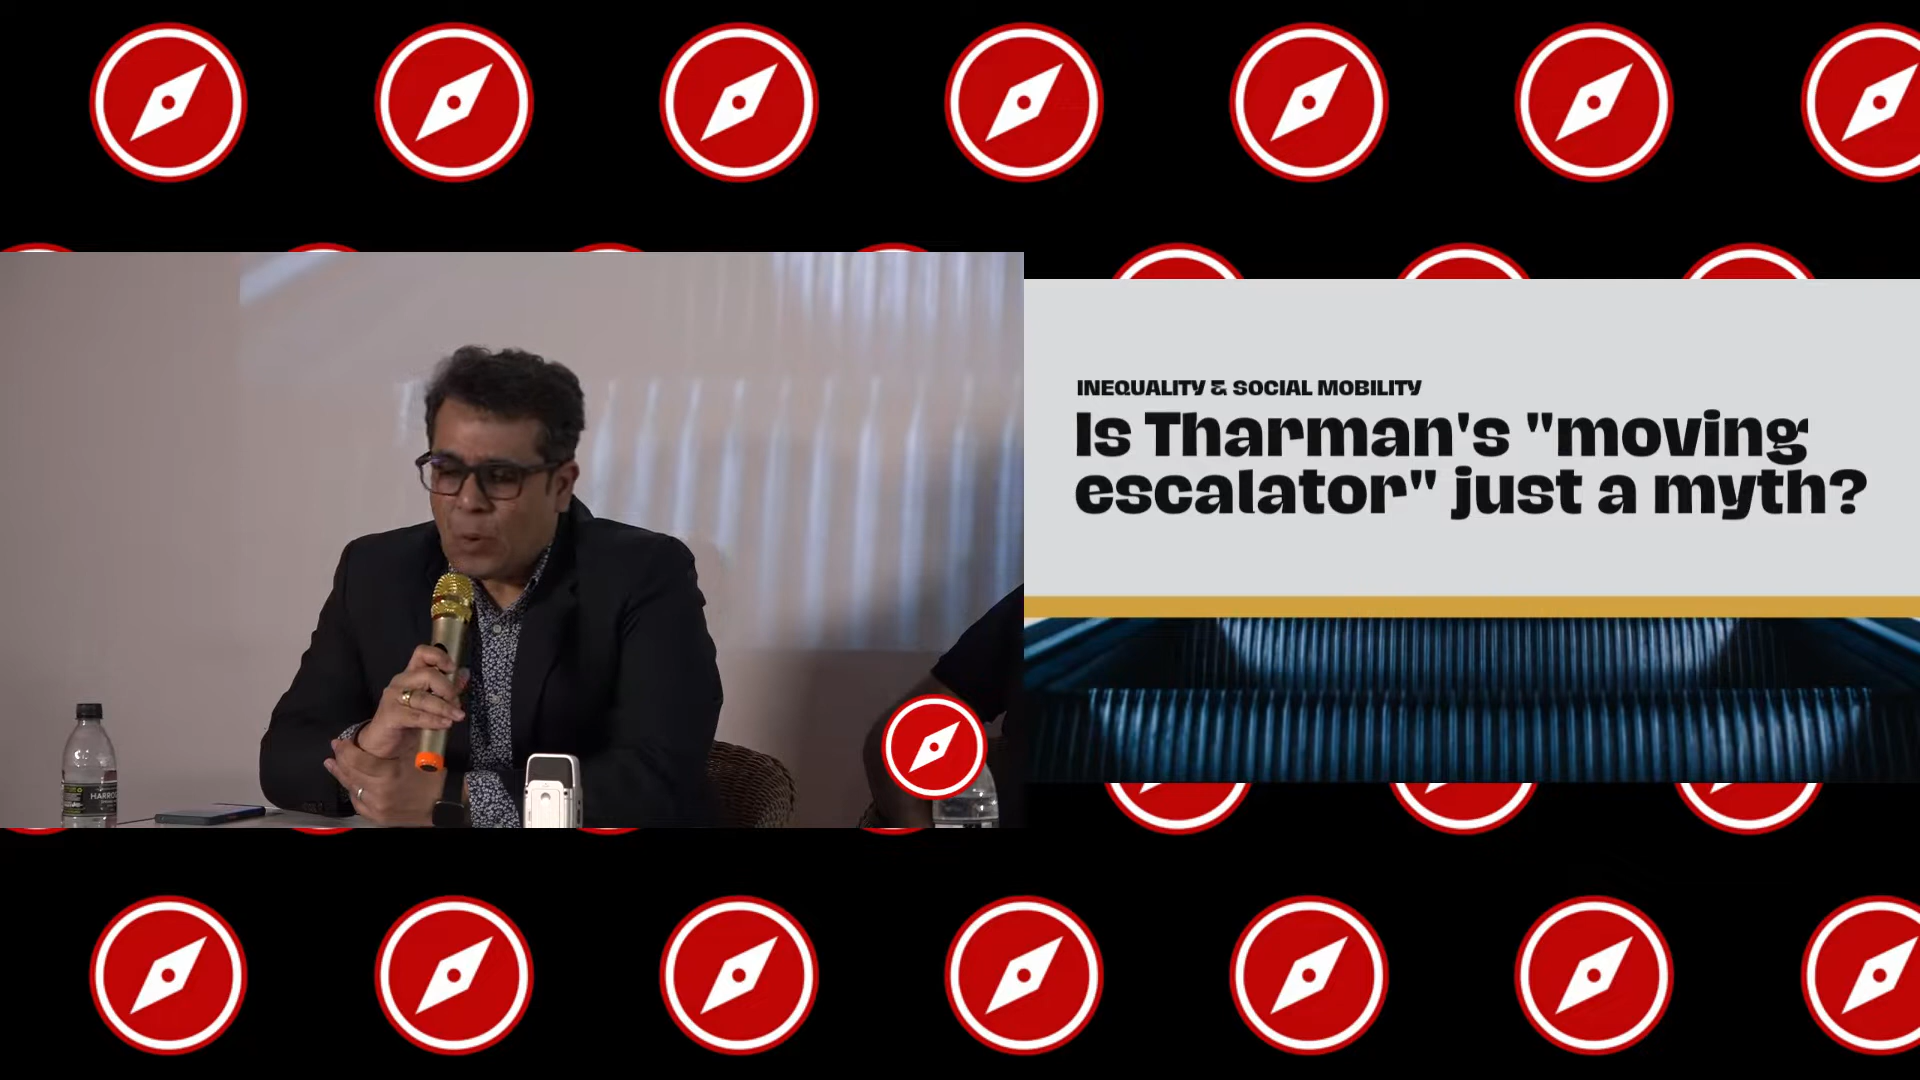 INEQUALITY & SOCIAL MOBILITY
Is Tharman's "moving
escalator" just a myth?